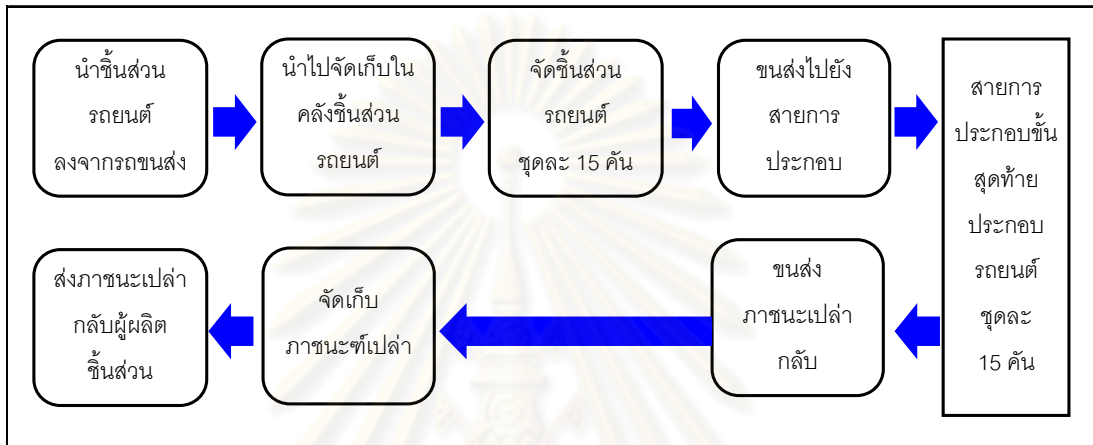 นำชิ้นส่วน
รถยนต์
ลงจากรถขนส่ง
นำไปจัดเก็บใน
คลังชิ้นส่วน
รถยนต์
จัดชิ้นส่วน
รถยนต์
ชุดละ 15 คัน
ขนส่งไปยัง
สายการ
ประกอบ
สายการ
ประกอบขั้น
สุดท้าย
ประกอบ
รถยนต์
ชุดละ
15 คัน
ขนส่ง
ภาชนะเปล่า
กลับ
จัดเก็บ
ภาชนะฑ์เปล่า
ส่งภาชนะเปล่า
กลับผู้ผลิต
ชิ้นส่วน